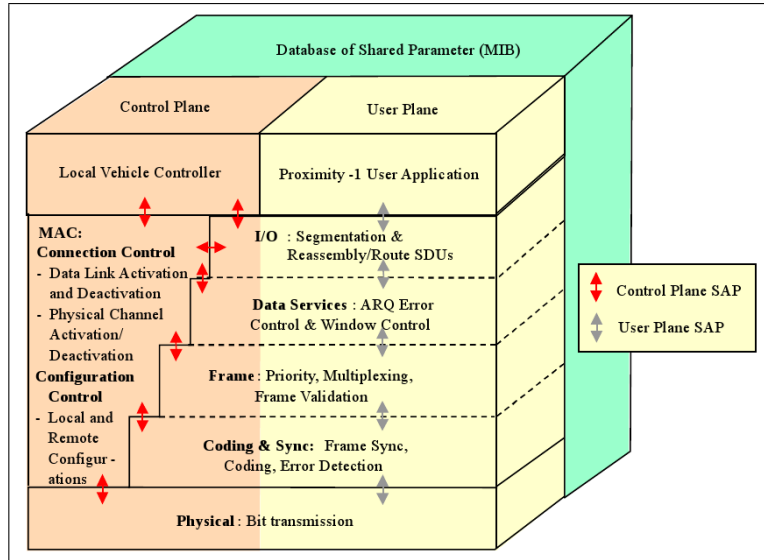 Database of Shared Parameter (MIB)
Control Plane
User Plane
Local Vehicle Controller
Proximity -1 User Application
MAC:
Connection Control
- Data Link Activation
and Deactivation
- Physical Channel
Activation/
Deactivation
Configuration
Control
- Local and
Remote
Configur -
ations
I/O : Segmentation &
Reassembly/Route SDUs
Data Services : ARQ Error
Control & Window Control
Frame : Priority, Multiplexing,
Frame Validation
Coding & Sync: Frame Sync,
Coding, Error Detection
Physical : Bit transmission
Control Plane SAP
User Plane SAP